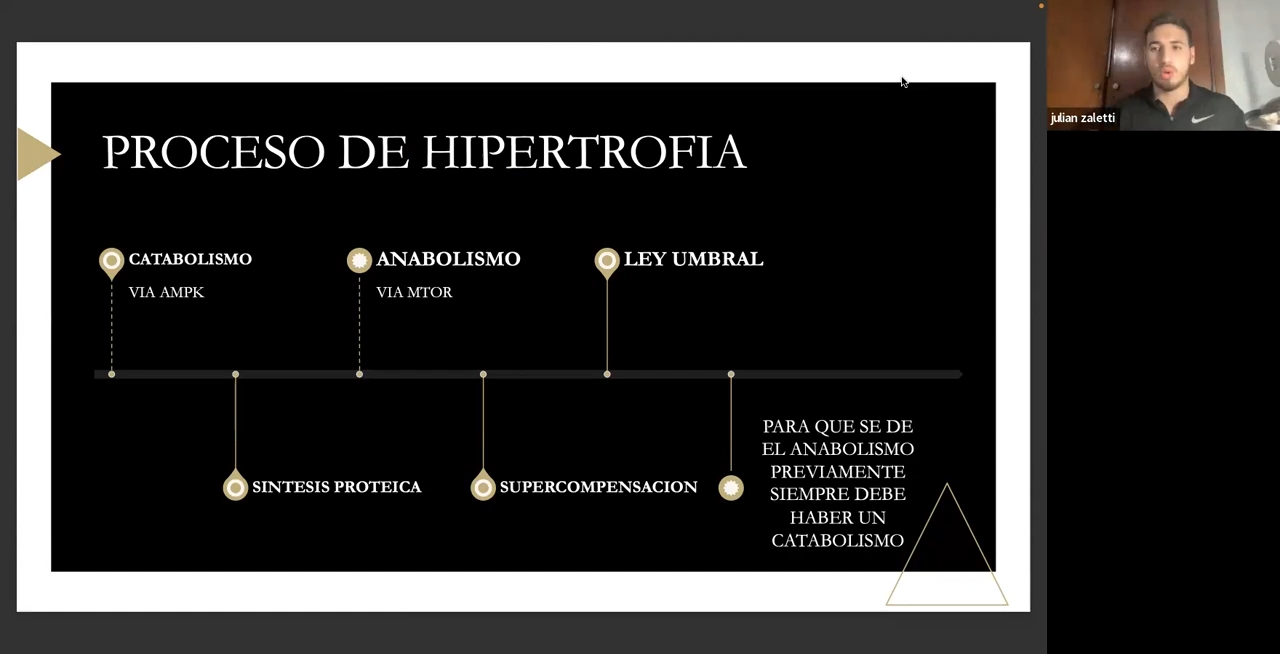 PROCESO DE HIPERTROFIA
CATABOLISMO
VIA AMPK
ANABOLISMO
VIA MTOR
LEY UMBRAL
SINTESIS PROTEICA
SUPERCOMPENSACION
PARA QUE SE DE
EL ANABOLISMO
PREVIAMENTE
SIEMPRE DEBE
HABER UN
CATABOLISMO
julian zaletti